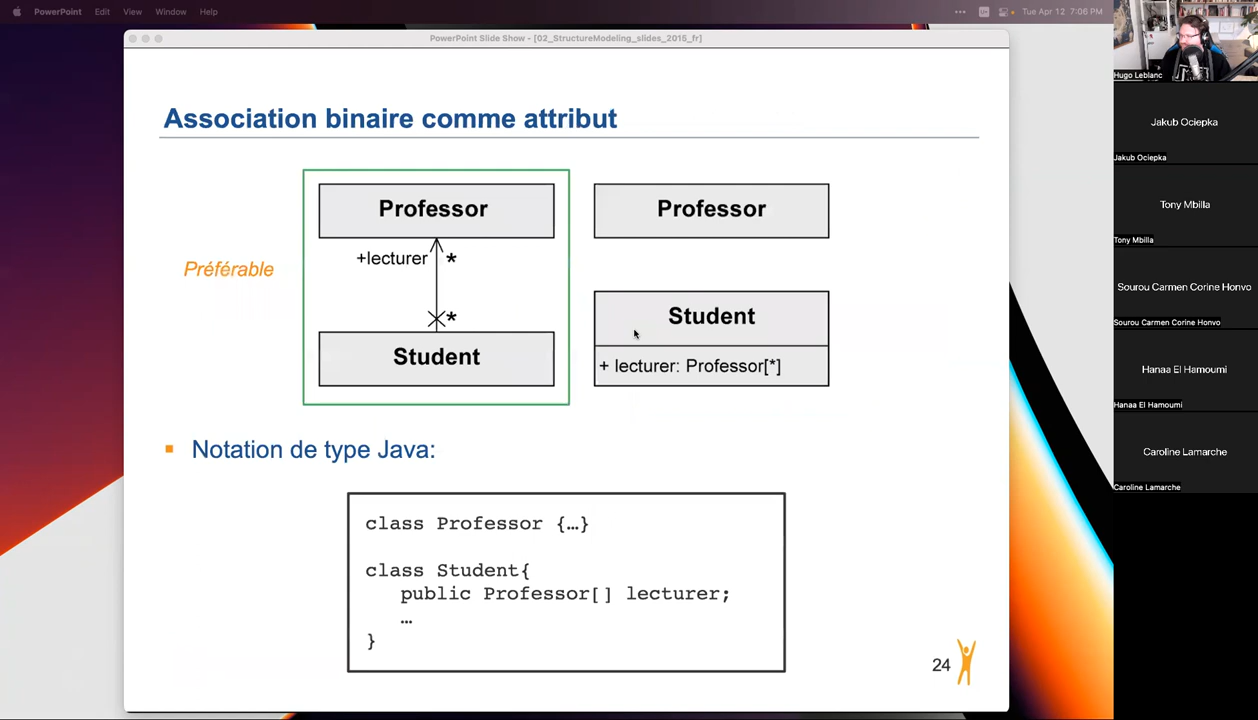 PowerPoint Edit View Window Help
Tue Apr 12 7:06 PM
PowerPoint Slide Show - [02_StructureModeling_slides_2015_fr]
Association binaire comme attribut
Préférable
Professor
+lecturer *
*
Student
Professor
Student
+ lecturer: Professor[*]
Notation de type Java:
class Professor {…}
class Student{
public Professor[] lecturer;
…
}
24
Hugo Leblanc
Jakub Ociepka
Jakub Ociepka
Tony Mbilla
Tony Mbilla
Sourou Carmen Corine Honvo
Sourou Carmen Corine Honvo
Hanaa El Hamoumi
Hanaa El Hamoumi
Caroline Lamarche
Caroline Lamarche